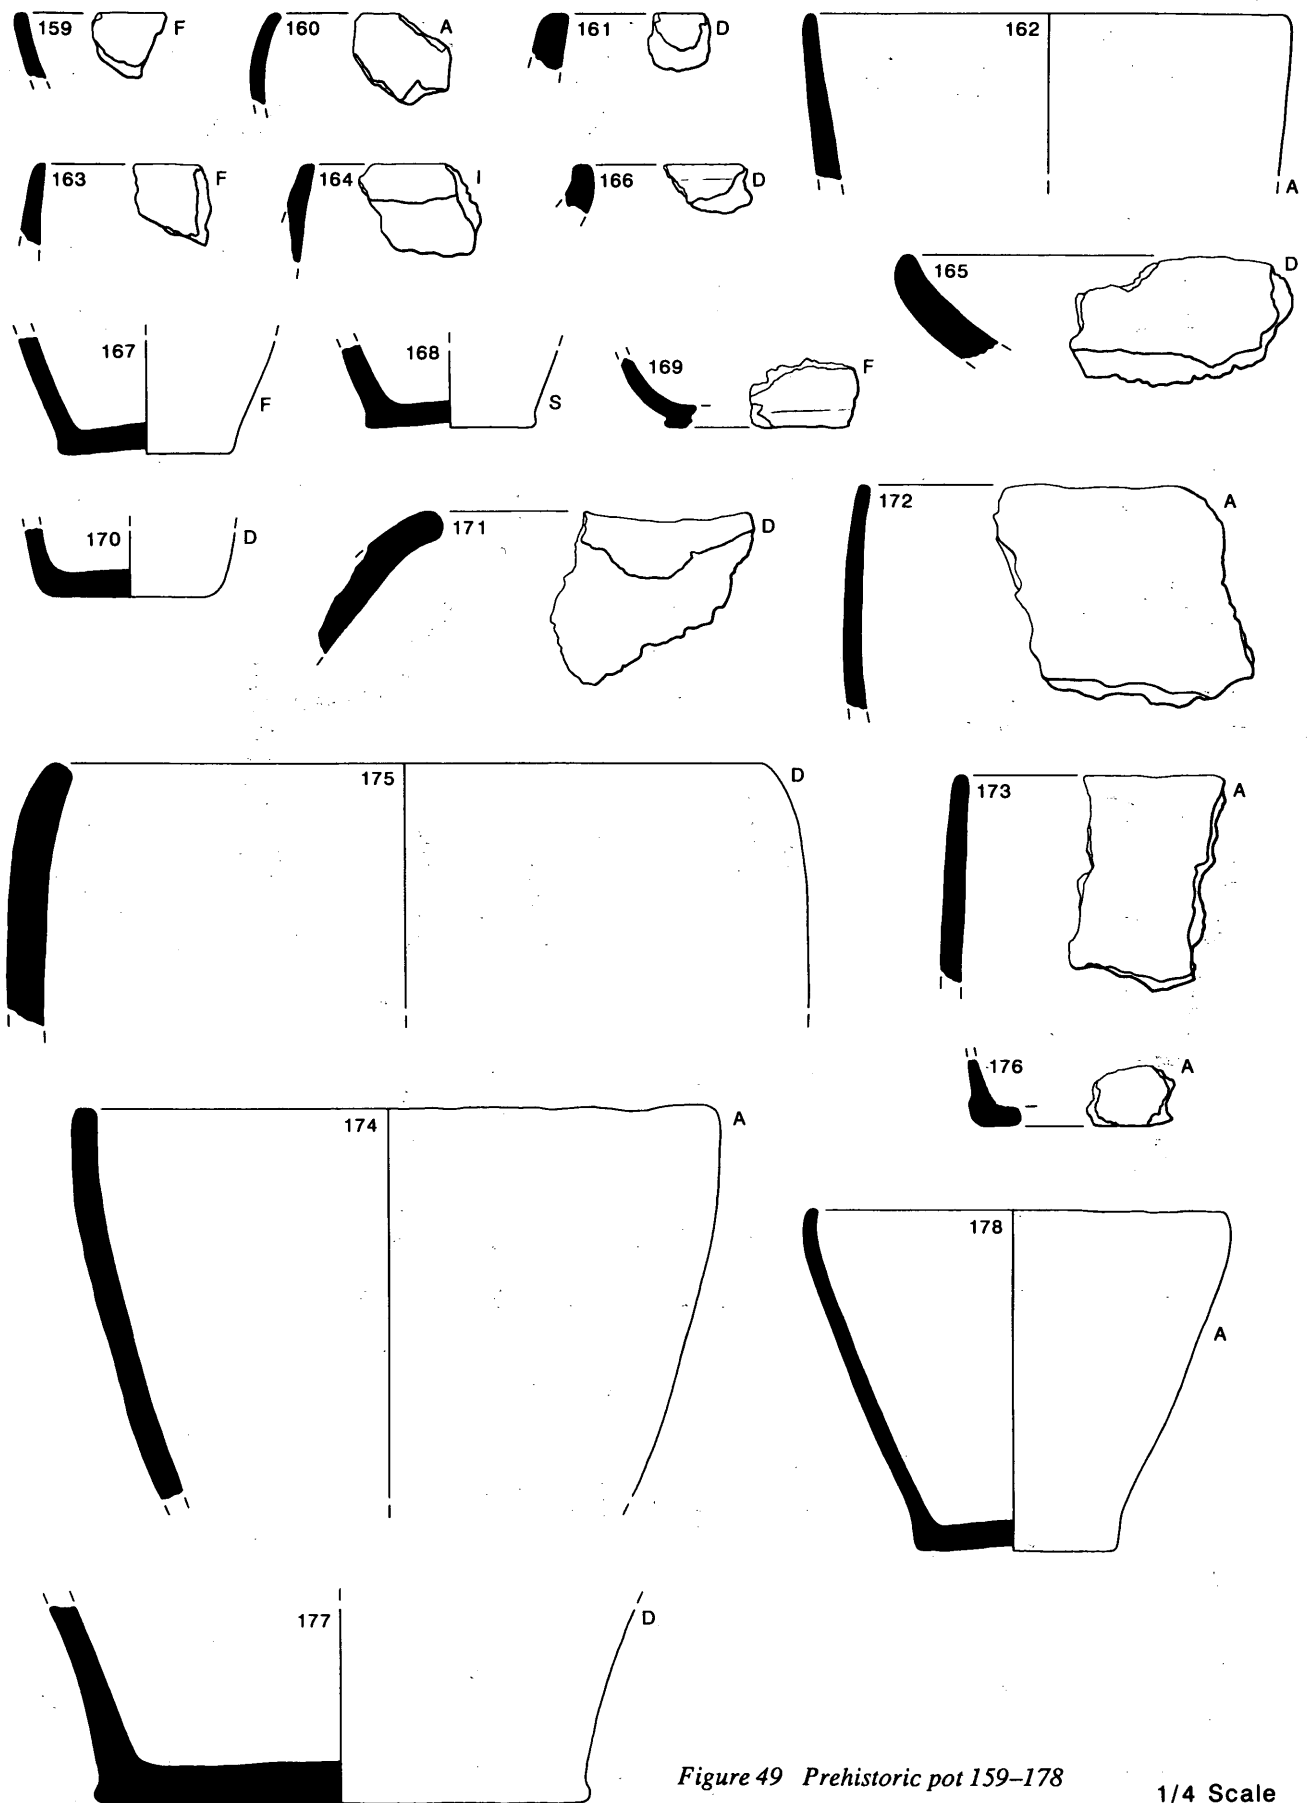 159 F 160 A 161 D 162
163 F 164 I 166 D
A
165 D
167 F 168 S 169 F
170 D 171 D 172 A
175 D 173 A
176 A
174 A
178 A
177 D
Figure 49 Prehistoric pot 159–178
1/4 Scale